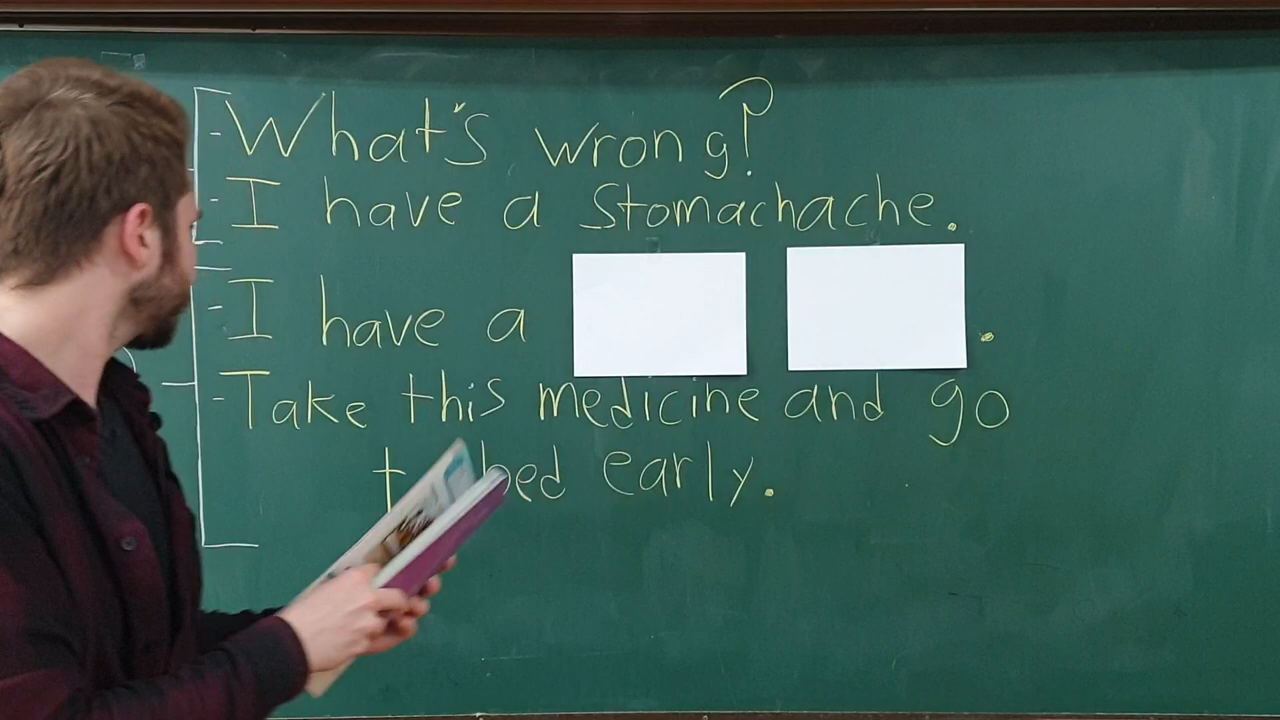 - What's wrong?
- I have a stomachache.
- I have a .
- Take this medicine and go
bed early.